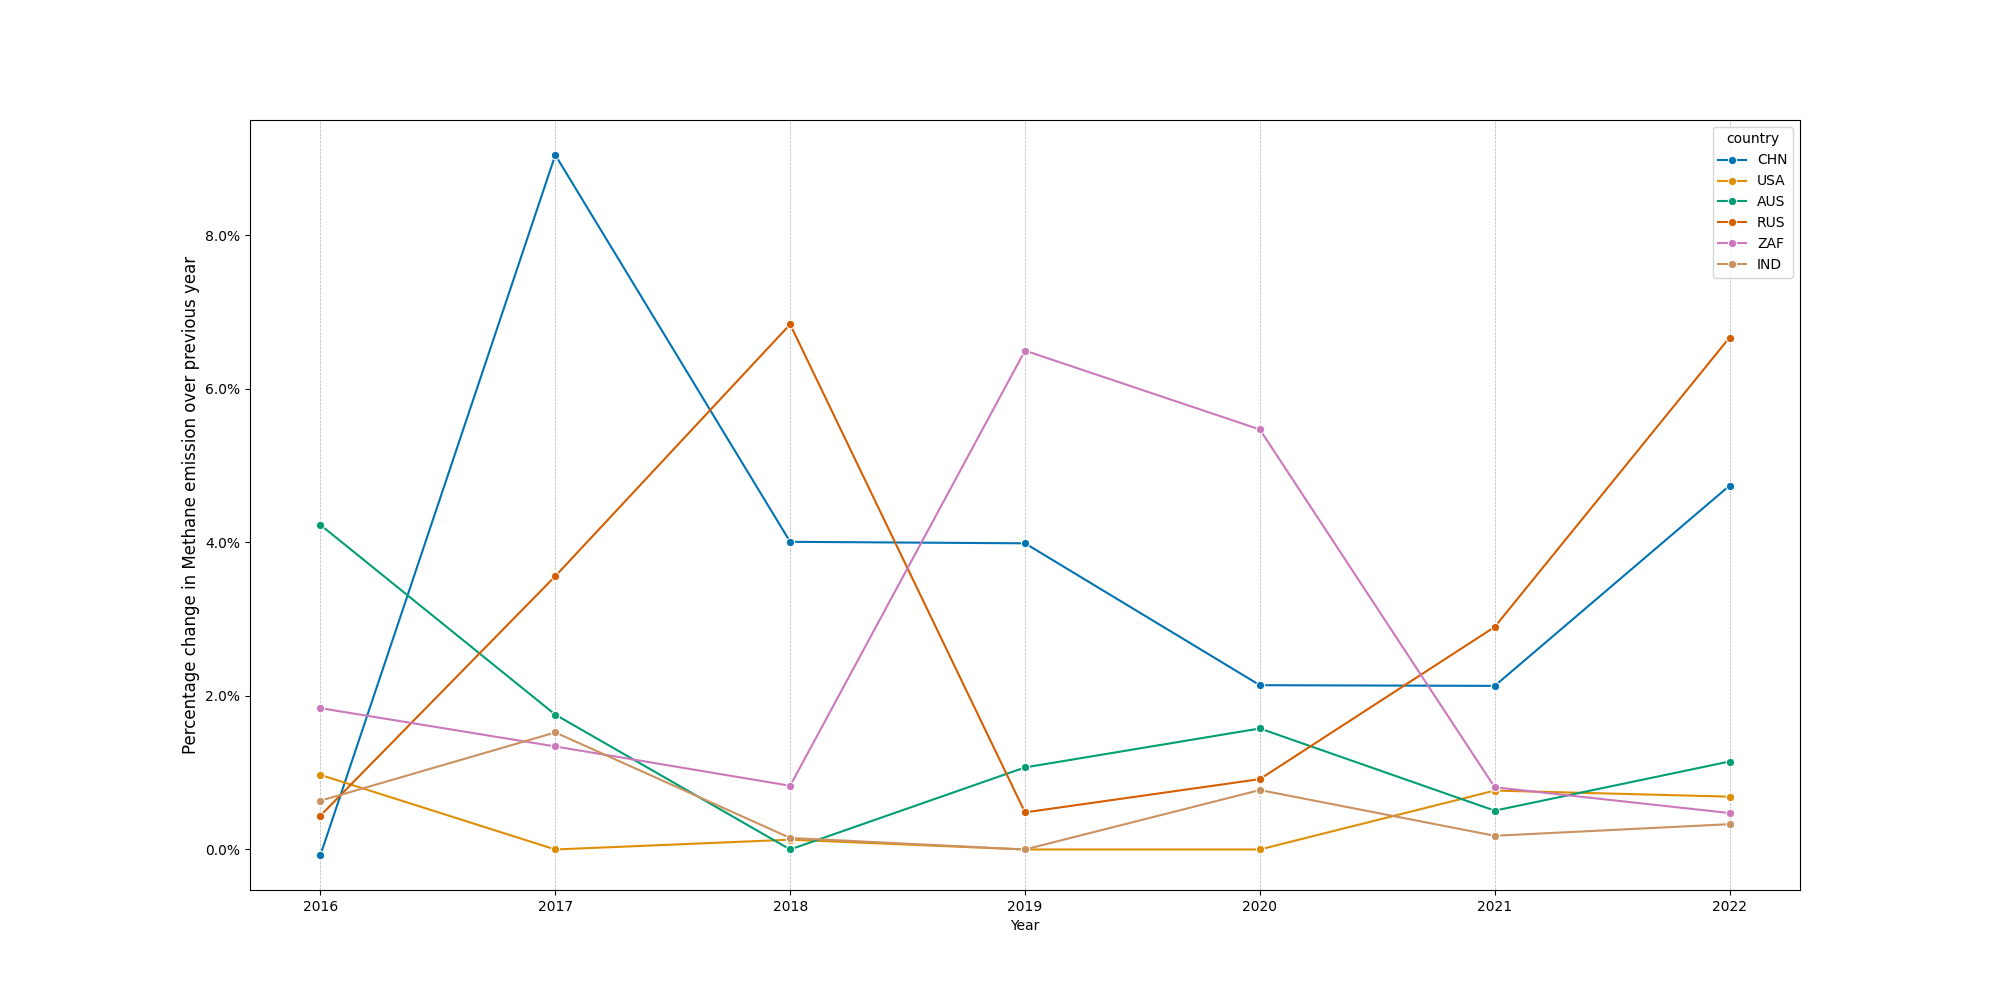 country
CHN
USA
AUS
RUS
ZAF
IND
Percentage change in Methane emission over previous year
8.0%
6.0%
4.0%
2.0%
0.0%
2016 2017 2018 2019 2020 2021 2022
Year